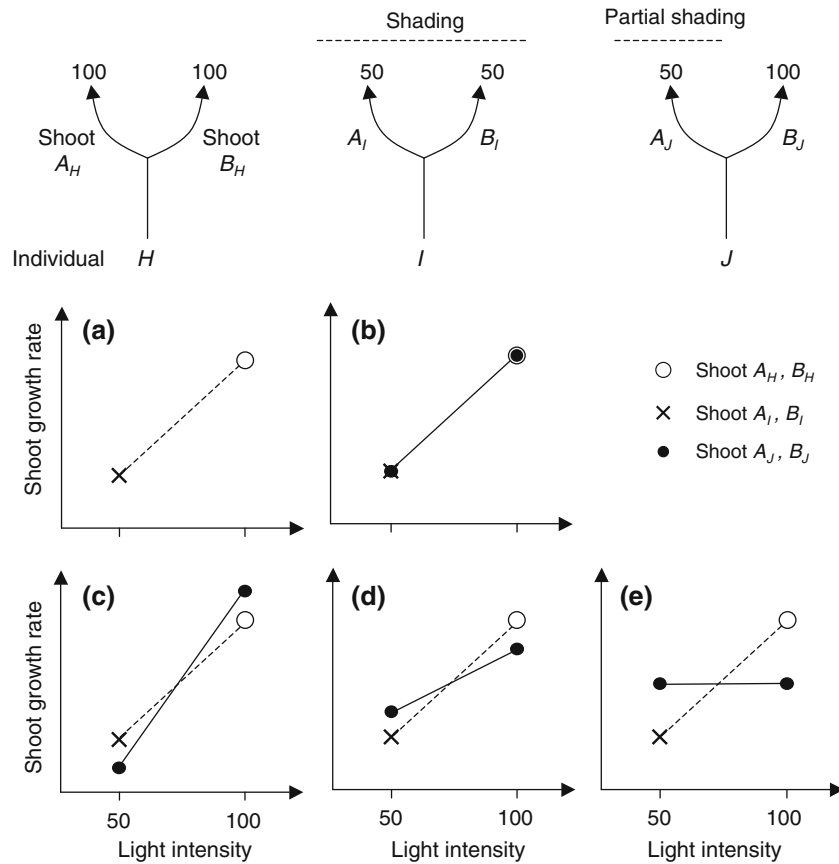 Shading
Partial shading
100 100 50 50 50 100
Shoot A_H
Shoot B_H
A_I B_I A_J B_J
Individual H I J
(a) (b)
Shoot growth rate
Shoot A_H, B_H
Shoot A_I, B_I
Shoot A_J, B_J
(c) (d) (e)
Shoot growth rate
50 100 50 100 50 100
Light intensity Light intensity Light intensity